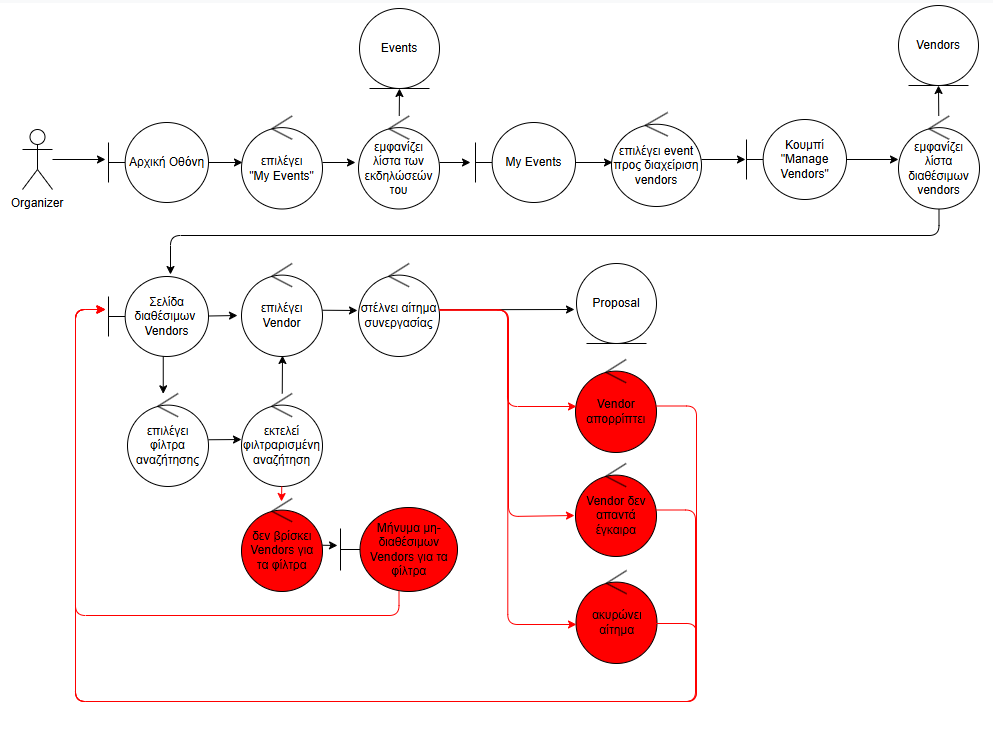 Events
Vendors
Organizer
Αρχική Οθόνη
επιλέγει
"My Events"
εμφανίζει
λίστα των
εκδηλώσεών
του
My Events
επιλέγει event
προς διαχείριση
vendors
Κουμπί
"Manage
Vendors"
εμφανίζει
λίστα
διαθέσιμων
vendors
Σελίδα
διαθέσιμων
Vendors
επιλέγει
Vendor
στέλνει αίτημα
συνεργασίας
Proposal
επιλέγει
φίλτρα
αναζήτησης
εκτελεί
φιλτραρισμένη
αναζήτηση
Vendor
απορρίπτει
δεν βρίσκει
Vendors για
τα φίλτρα
Μήνυμα μη-
διαθέσιμων
Vendors για τα
φίλτρα
Vendor δεν
απαντά
έγκαιρα
ακυρώνει
αίτημα